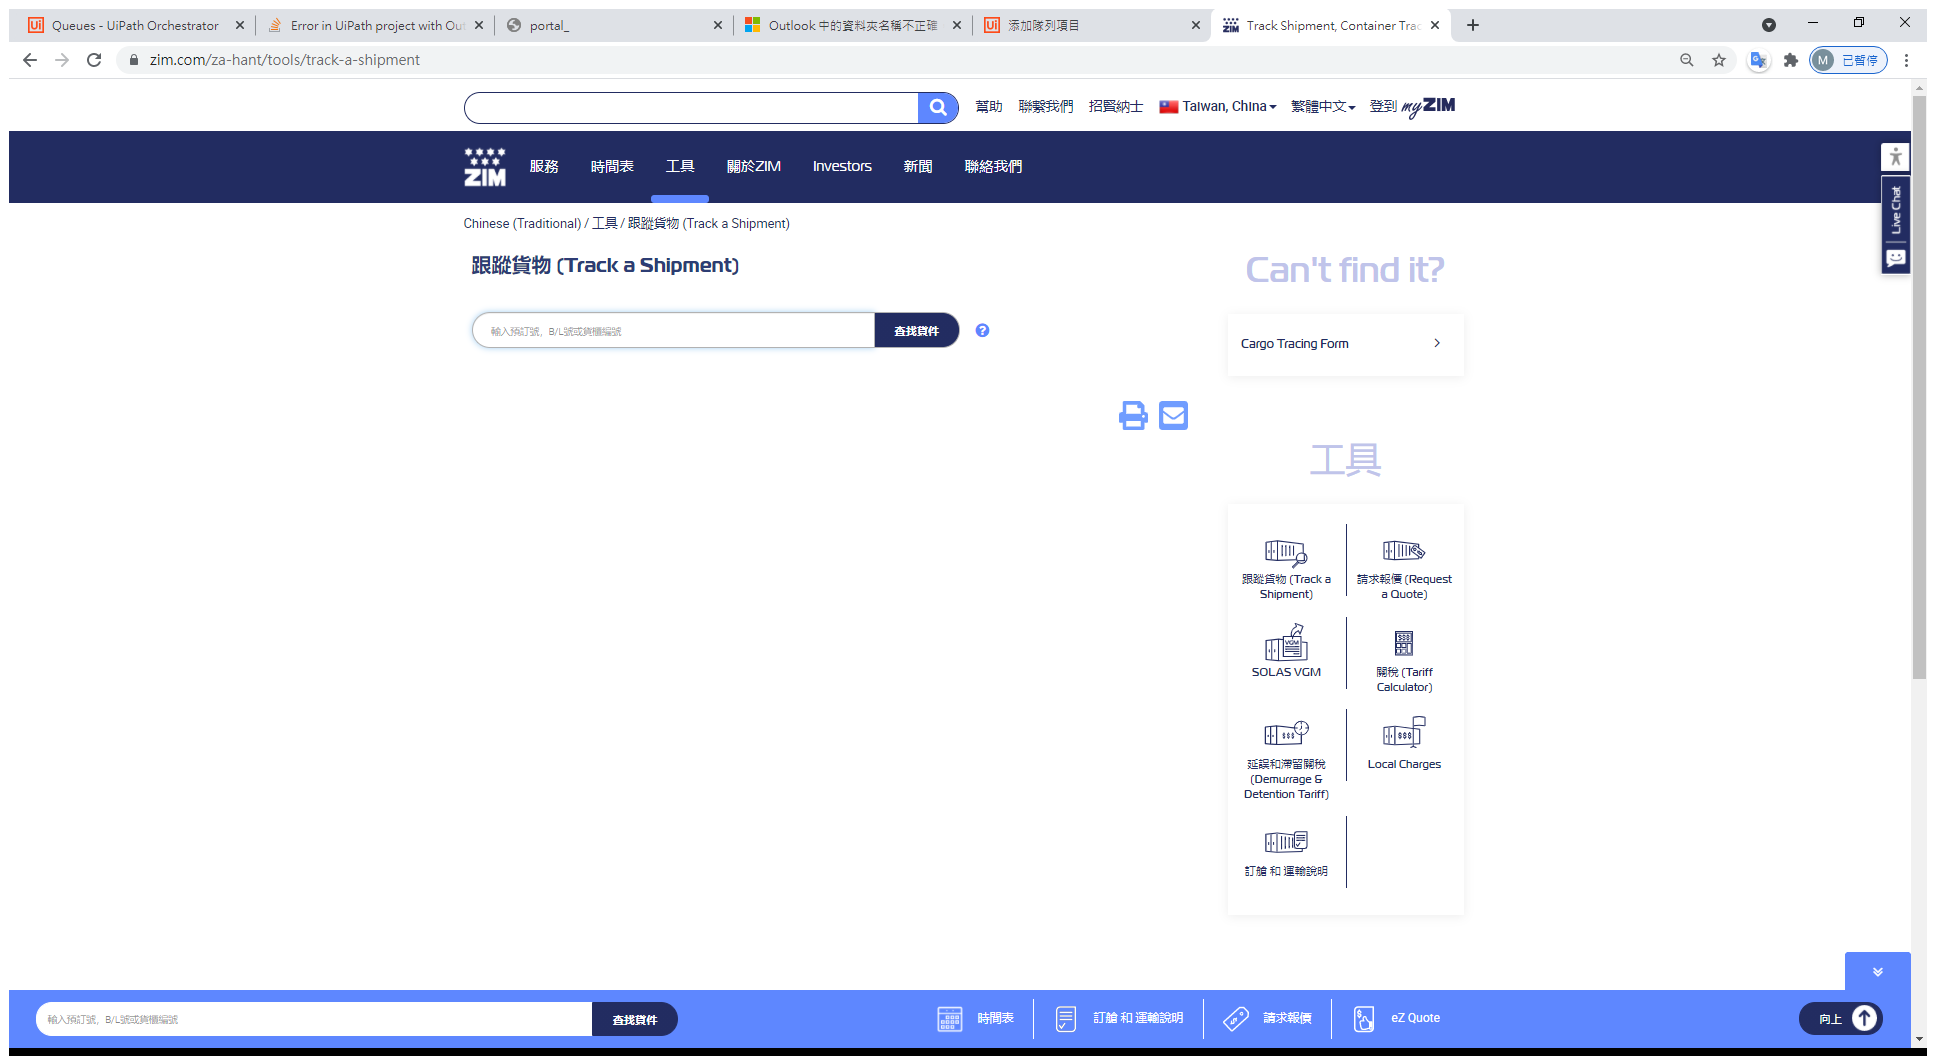 Queues - UiPath Orchestrator
Error in UiPath project with Out
portal_
Outlook 中的資料夾名稱不正確
添加隊列項目
Track Shipment, Container Trac
zim.com/za-hant/tools/track-a-shipment
M 已暫停
幫助 聯繫我們 招賢納士 Taiwan, China 繁體中文 登到 myZIM
ZIM 服務 時間表 工具 關於ZIM Investors 新聞 聯絡我們
Live Chat
Chinese (Traditional) / 工具 / 跟蹤貨物 (Track a Shipment)
跟蹤貨物 (Track a Shipment)
Can't find it?
輸入預訂號, B/L號或貨櫃編號
查找貨件
?
Cargo Tracing Form
工具
跟蹤貨物 (Track a
Shipment)
請求報價 (Request
a Quote)
VGM
SOLAS VGM
$$$
關稅 (Tariff
Calculator)
$$$
延誤和滯留關稅
(Demurrage &
Detention Tariff)
$$$
Local Charges
訂艙 和 運輸說明
輸入預訂號, B/L號或貨櫃編號
查找貨件
時間表
訂艙 和 運輸說明
請求報價
eZ Quote
向上